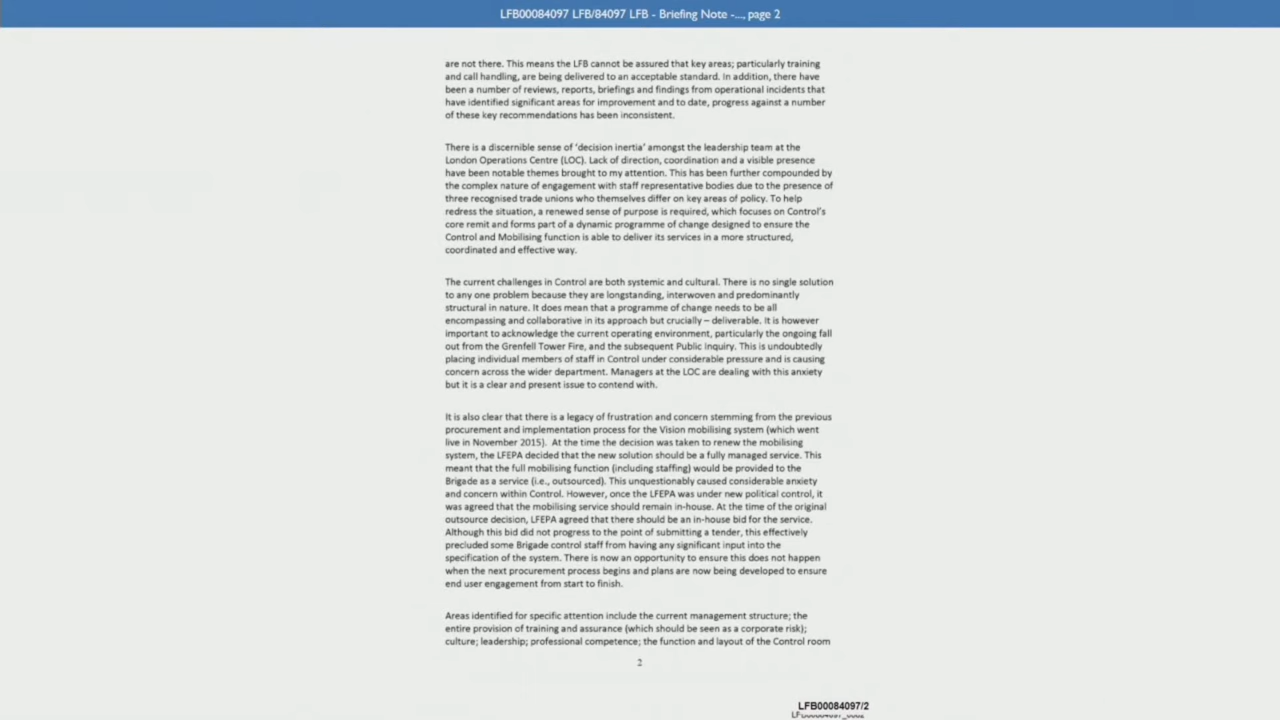 LFB00084097 LFB/84097 LFB - Briefing Note -..., page 2
are not there. This means the LFB cannot be assured that key areas; particularly training
and call handling, are being delivered to an acceptable standard. In addition, there have
been a number of reviews, reports, briefings and findings from operational incidents that
have identified significant areas for improvement and to date, progress against a number
of these key recommendations has been inconsistent.
There is a discernible sense of 'decision inertia' amongst the leadership team at the
London Operations Centre (LOC). Lack of direction, coordination and a visible presence
have been notable themes brought to my attention. This has been further compounded by
the complex nature of engagement with staff representative bodies due to the presence of
three recognised trade unions who themselves differ on key areas of policy. To help
redress the situation, a renewed sense of purpose is required, which focuses on Control's
core remit and forms part of a dynamic programme of change designed to ensure the
Control and Mobilising function is able to deliver its services in a more structured,
coordinated and effective way.
The current challenges in Control are both systemic and cultural. There is no single solution
to any one problem because they are longstanding, interwoven and predominantly
structural in nature. It does mean that a programme of change needs to be all
encompassing and collaborative in its approach but crucially – deliverable. It is however
important to acknowledge the current operating environment, particularly the ongoing fall
out from the Grenfell Tower Fire, and the subsequent Public Inquiry. This is undoubtedly
placing individual members of staff in Control under considerable pressure and is causing
concern across the wider department. Managers at the LOC are dealing with this anxiety
but it is a clear and present issue to contend with.
It is also clear that there is a legacy of frustration and concern stemming from the previous
procurement and implementation process for the Vision mobilising system (which went
live in November 2015). At the time the decision was taken to renew the mobilising
system, the LFEPA decided that the new solution should be a fully managed service. This
meant that the full mobilising function (including staffing) would be provided to the
Brigade as a service (i.e., outsourced). This unquestionably caused considerable anxiety
and concern within Control. However, once the LFEPA was under new political control, it
was agreed that the mobilising service should remain in-house. At the time of the original
outsource decision, LFEPA agreed that there should be an in-house bid for the service.
Although this bid did not progress to the point of submitting a tender, this effectively
precluded some Brigade control staff from having any significant input into the
specification of the system. There is now an opportunity to ensure this does not happen
when the next procurement process begins and plans are now being developed to ensure
end user engagement from start to finish.
Areas identified for specific attention include the current management structure; the
entire provision of training and assurance (which should be seen as a corporate risk);
culture; leadership; professional competence; the function and layout of the Control room
2
LFB00084097/2